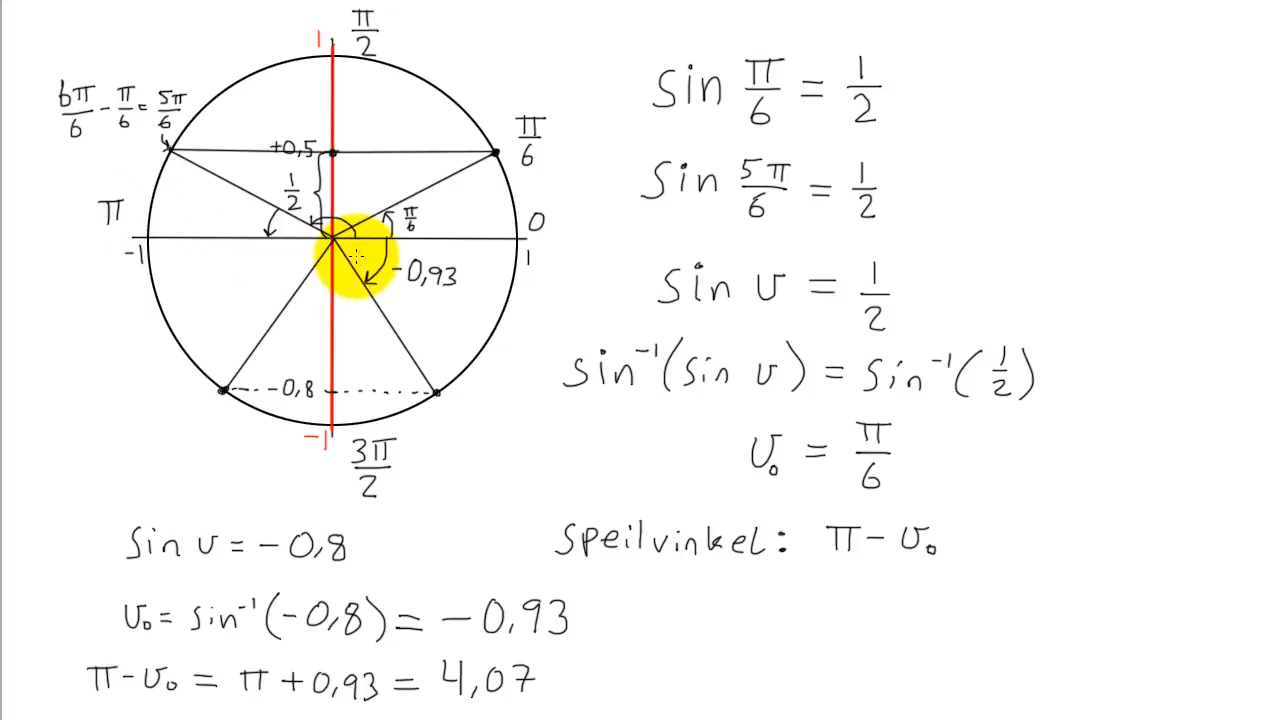 1 π/2
6π/6 - π/6 = 5π/6
+0,5
π/6
1/2
π/6
π
0
-1
1
-0,93
-0,8
-1
3π/2
sin π/6 = 1/2
sin 5π/6 = 1/2
sin v = 1/2
sin⁻¹(sin v) = sin⁻¹(1/2)
v₀ = π/6
Speilvinkel: π - v₀
sin v = -0,8
v₀ = sin⁻¹(-0,8) = -0,93
π - v₀ = π + 0,93 = 4,07